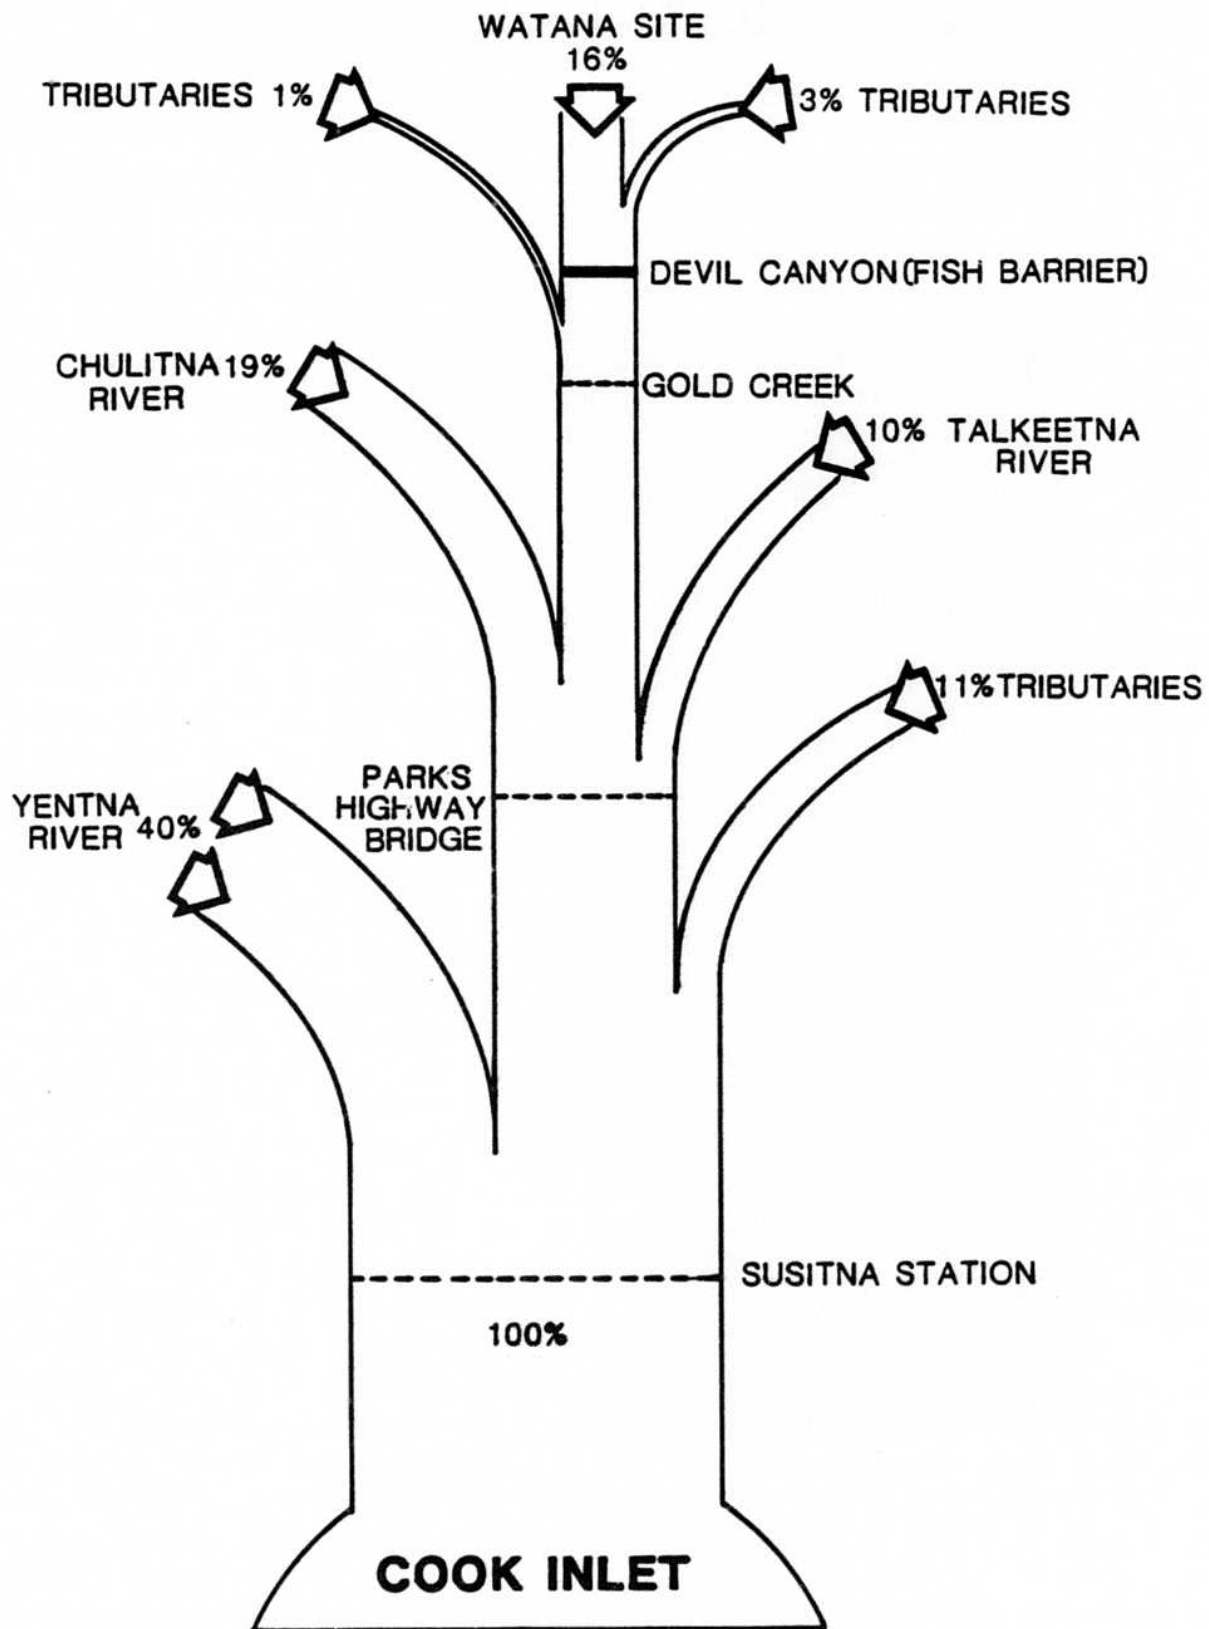 WATANA SITE
16%
TRIBUTARIES 1%
3% TRIBUTARIES
DEVIL CANYON(FISH BARRIER)
CHULITNA 19%
RIVER
GOLD CREEK
10% TALKEETNA
RIVER
11% TRIBUTARIES
PARKS
HIGHWAY
BRIDGE
YENTNA
RIVER 40%
SUSITNA STATION
100%
COOK INLET